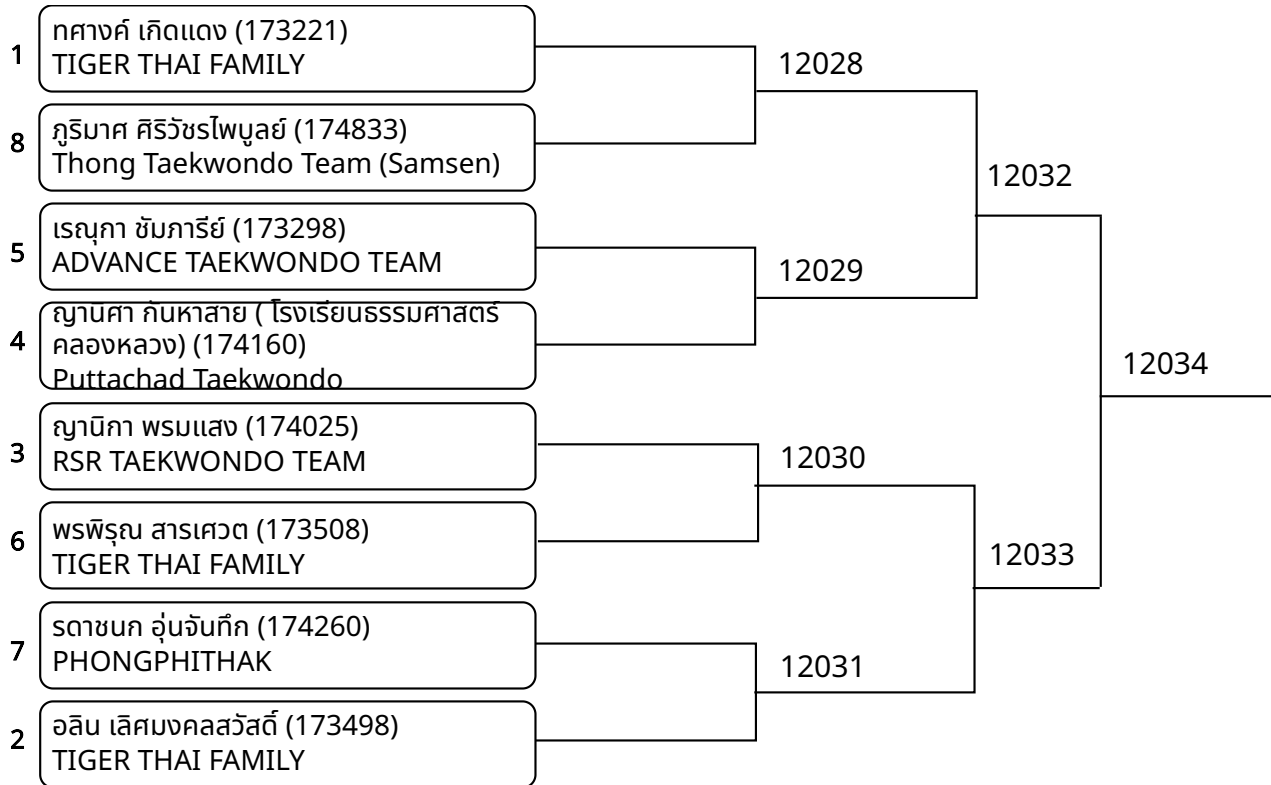 1
ทศางค์ เกิดแดง (173221)
TIGER THAI FAMILY
12028
8
ภูริมาศ ศิริวัชรไพบูลย์ (174833)
Thong Taekwondo Team (Samsen)
12032
5
เรณุกา ชัมภารีย์ (173298)
ADVANCE TAEKWONDO TEAM
12029
4
ญานิศา กันหาสาย ( โรงเรียนธรรมศาสตร์
คลองหลวง) (174160)
Puttachad Taekwondo
12034
3
ญานิกา พรมแสง (174025)
RSR TAEKWONDO TEAM
12030
6
พรพิรุณ สารเศวต (173508)
TIGER THAI FAMILY
12033
7
รดาชนก อุ่นจันทึก (174260)
PHONGPHITHAK
12031
2
อลิน เลิศมงคลสวัสดิ์ (173498)
TIGER THAI FAMILY